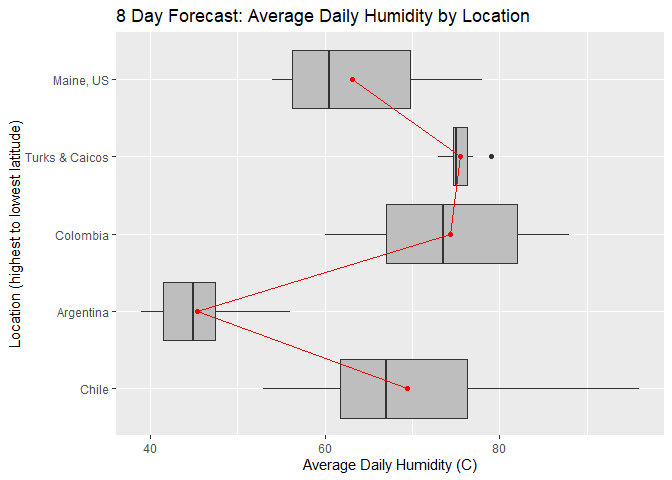 8 Day Forecast: Average Daily Humidity by Location
Location (highest to lowest latitude)
Maine, US
Turks & Caicos
Colombia
Argentina
Chile
40 60 80
Average Daily Humidity (C)